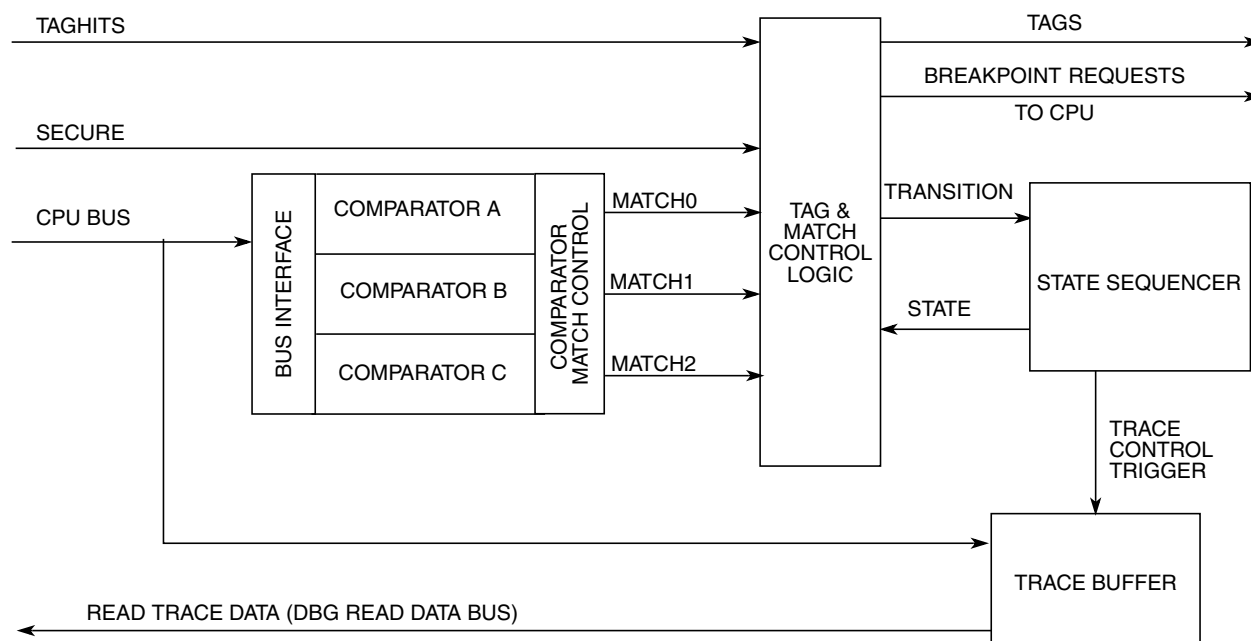 TAGHITS
TAGS
BREAKPOINT REQUESTS
TO CPU
SECURE
CPU BUS
BUS INTERFACE
COMPARATOR A
COMPARATOR B
COMPARATOR C
COMPARATOR
MATCH CONTROL
MATCH0
MATCH1
MATCH2
TAG &
MATCH
CONTROL
LOGIC
TRANSITION
STATE
STATE SEQUENCER
TRACE
CONTROL
TRIGGER
TRACE BUFFER
READ TRACE DATA (DBG READ DATA BUS)